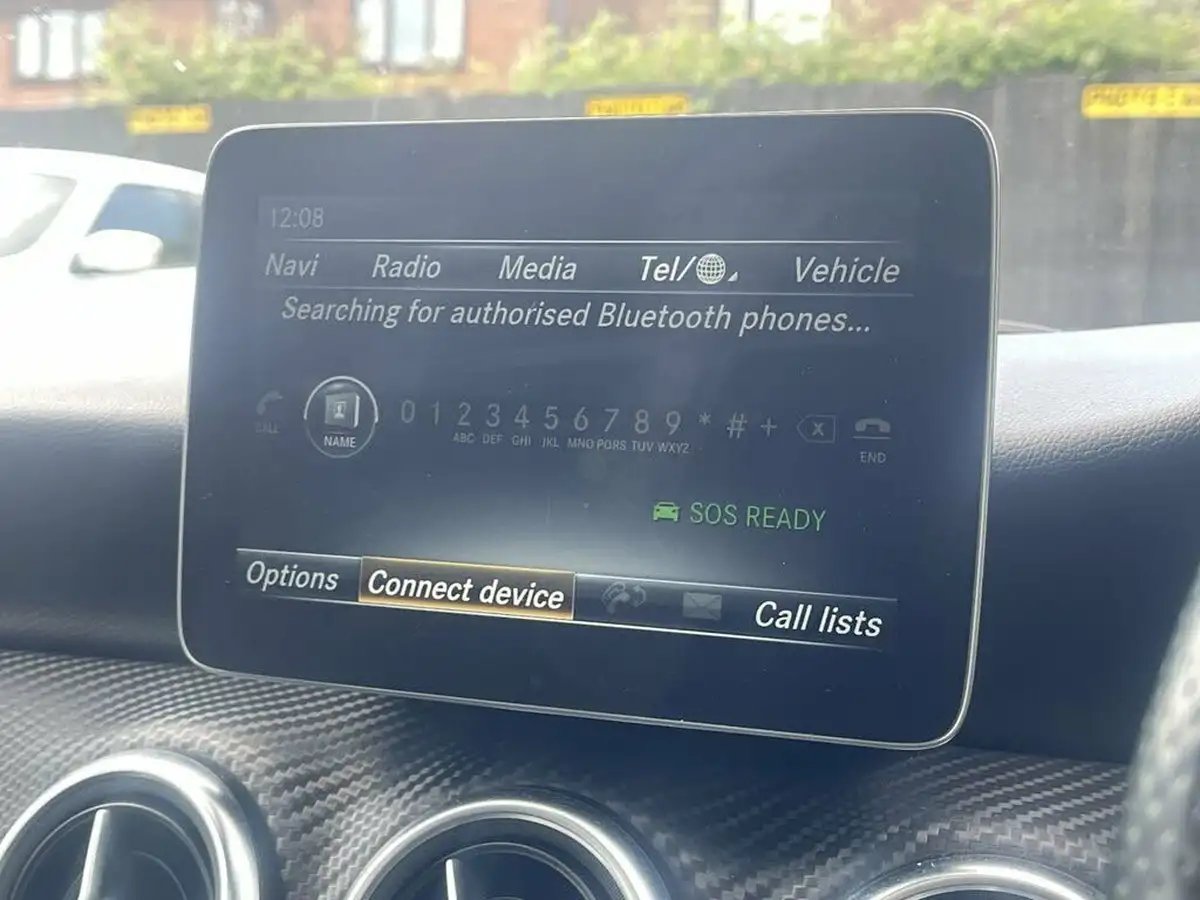 12:08
Navi Radio Media Tel/ Vehicle
Searching for authorised Bluetooth phones...
CALL NAME 0 1 2 3 4 5 6 7 8 9 * # + x END
ABC DEF GHI JKL MNO PQRS TUV WXYZ
SOS READY
Options Connect device Call lists